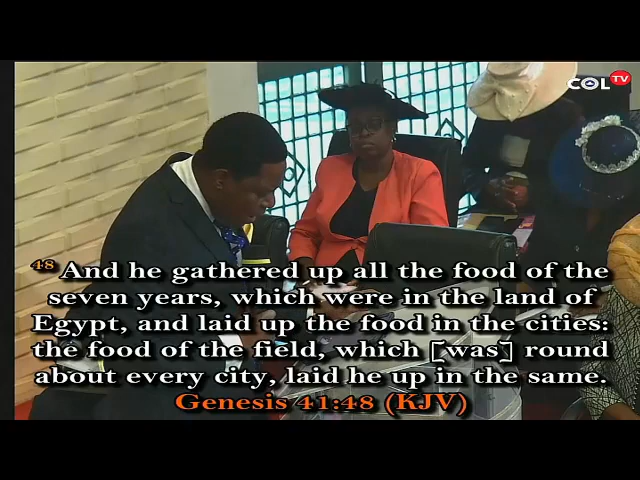 COL TV
48 And he gathered up all the food of the
seven years, which were in the land of
Egypt, and laid up the food in the cities:
the food of the field, which [was] round
about every city, laid he up in the same.
Genesis 41:48 (KJV)